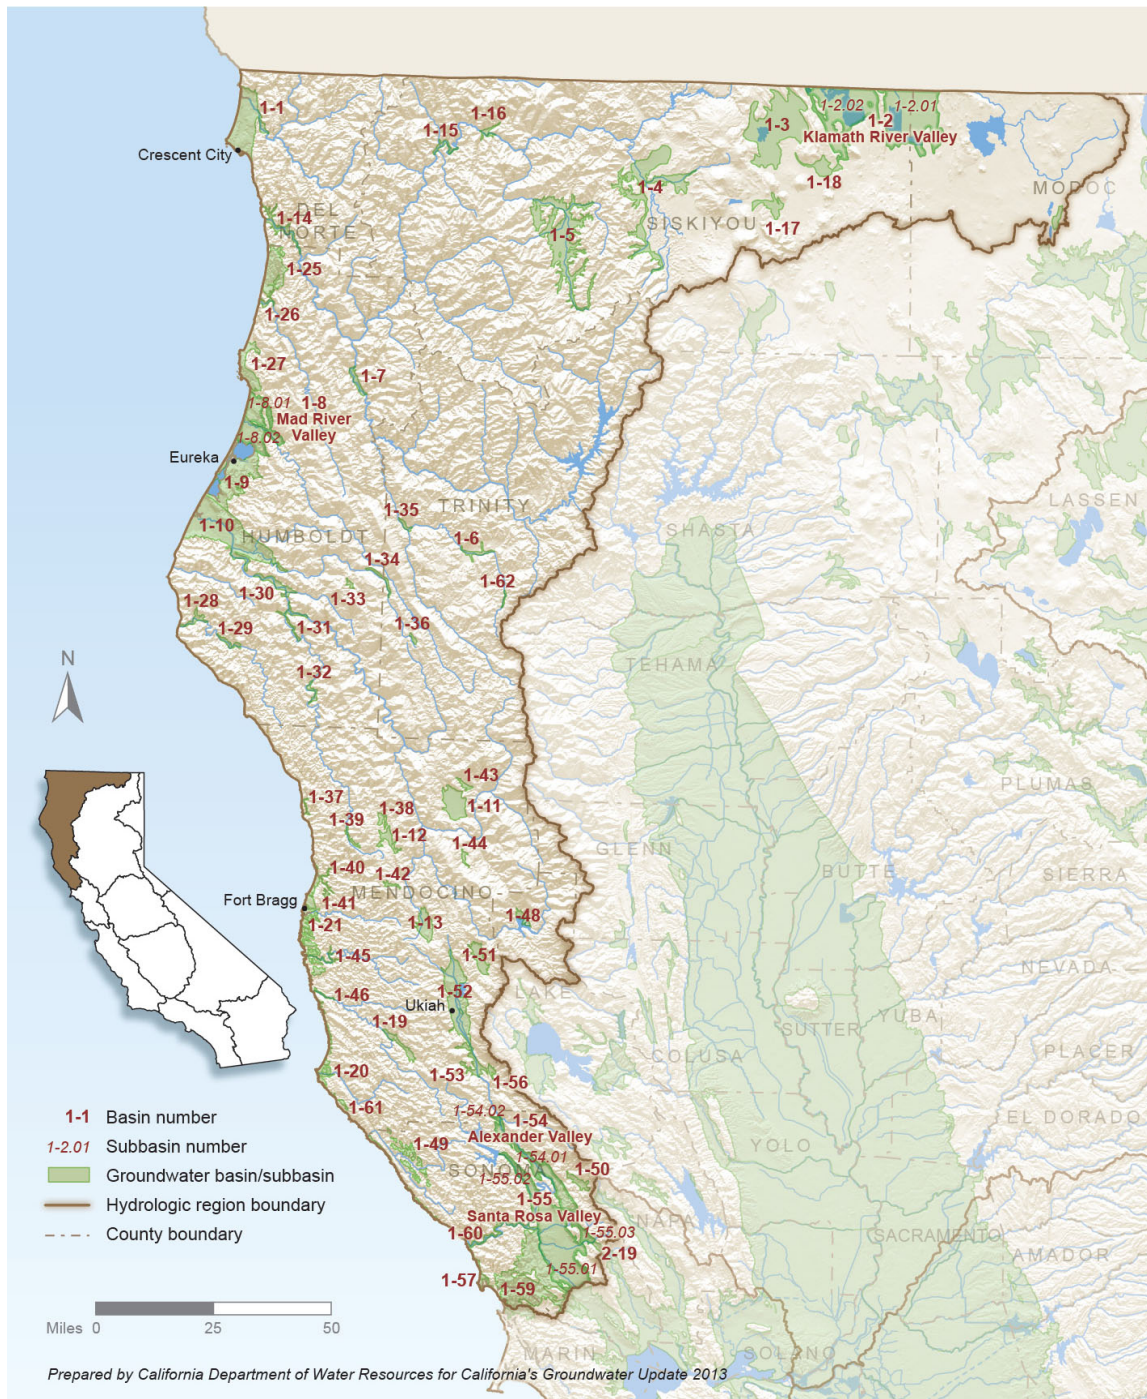 1-1
1-16
1-15
1-2.02
1-2.01
1-3
1-2
Klamath River Valley
Crescent City
1-18
1-4
MODOC
1-14
DEL
NORTE
1-5
SISKIYOU
1-17
1-25
1-26
1-27
1-7
1-8.01
1-8
Mad River
Valley
1-8.02
Eureka
1-9
1-35
TRINITY
LASSEN
1-10
HUMBOLDT
1-6
SHASTA
1-34
1-62
1-28
1-30
1-33
1-29
1-31
1-36
N
1-32
TEHAMA
1-43
PLUMAS
1-37
1-38
1-11
1-39
1-12
1-44
GLENN
1-40
1-42
BUTTE
SIERRA
MENDOCINO
Fort Bragg
1-41
1-21
1-13
1-48
1-45
1-51
NEVADA
1-46
1-52
LAKE
Ukiah
1-19
YUBA
SUTTER
COLUSA
PLACER
1-20
1-53
1-56
1-61
1-54.02
1-54
Alexander Valley
EL DORADO
1-49
YOLO
1-54.01
SONOMA
1-50
1-55.02
1-55
Santa Rosa Valley
NAPA
1-60
1-55.03
SACRAMENTO
2-19
AMADOR
1-55.01
1-57
1-59
MARIN
SOLANO
1-1 Basin number
1-2.01 Subbasin number
Groundwater basin/subbasin
Hydrologic region boundary
County boundary
Miles 0 25 50
Prepared by California Department of Water Resources for California's Groundwater Update 2013